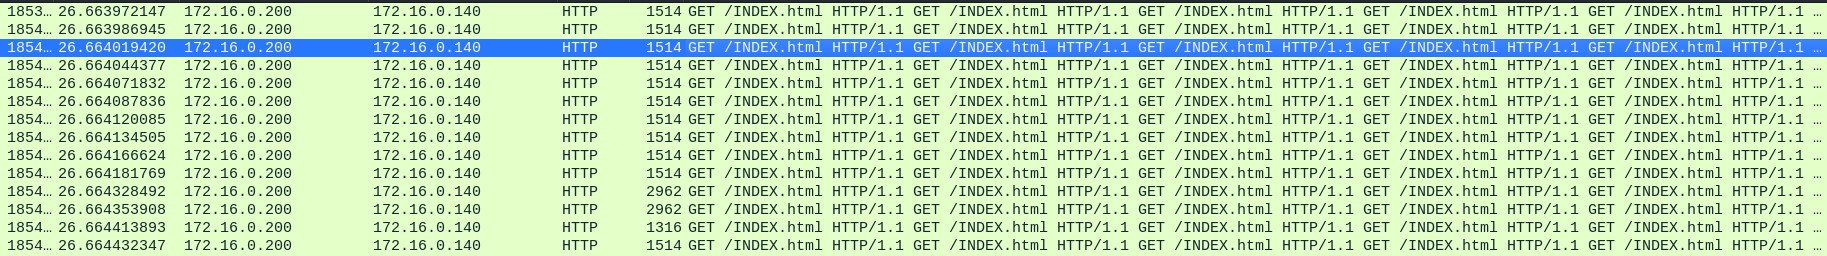 1853… 26.663972147 172.16.0.200 172.16.0.140 HTTP 1514 GET /INDEX.html HTTP/1.1 GET /INDEX.html HTTP/1.1 GET /INDEX.html HTTP/1.1 GET /INDEX.html HTTP/1.1 GET /INDEX.html HTTP/1.1 …
1854… 26.663986945 172.16.0.200 172.16.0.140 HTTP 1514 GET /INDEX.html HTTP/1.1 GET /INDEX.html HTTP/1.1 GET /INDEX.html HTTP/1.1 GET /INDEX.html HTTP/1.1 GET /INDEX.html HTTP/1.1 …
1854… 26.664019420 172.16.0.200 172.16.0.140 HTTP 1514 GET /INDEX.html HTTP/1.1 GET /INDEX.html HTTP/1.1 GET /INDEX.html HTTP/1.1 GET /INDEX.html HTTP/1.1 GET /INDEX.html HTTP/1.1 …
1854… 26.664044377 172.16.0.200 172.16.0.140 HTTP 1514 GET /INDEX.html HTTP/1.1 GET /INDEX.html HTTP/1.1 GET /INDEX.html HTTP/1.1 GET /INDEX.html HTTP/1.1 GET /INDEX.html HTTP/1.1 …
1854… 26.664071832 172.16.0.200 172.16.0.140 HTTP 1514 GET /INDEX.html HTTP/1.1 GET /INDEX.html HTTP/1.1 GET /INDEX.html HTTP/1.1 GET /INDEX.html HTTP/1.1 GET /INDEX.html HTTP/1.1 …
1854… 26.664087836 172.16.0.200 172.16.0.140 HTTP 1514 GET /INDEX.html HTTP/1.1 GET /INDEX.html HTTP/1.1 GET /INDEX.html HTTP/1.1 GET /INDEX.html HTTP/1.1 GET /INDEX.html HTTP/1.1 …
1854… 26.664120085 172.16.0.200 172.16.0.140 HTTP 1514 GET /INDEX.html HTTP/1.1 GET /INDEX.html HTTP/1.1 GET /INDEX.html HTTP/1.1 GET /INDEX.html HTTP/1.1 GET /INDEX.html HTTP/1.1 …
1854… 26.664134505 172.16.0.200 172.16.0.140 HTTP 1514 GET /INDEX.html HTTP/1.1 GET /INDEX.html HTTP/1.1 GET /INDEX.html HTTP/1.1 GET /INDEX.html HTTP/1.1 GET /INDEX.html HTTP/1.1 …
1854… 26.664166624 172.16.0.200 172.16.0.140 HTTP 1514 GET /INDEX.html HTTP/1.1 GET /INDEX.html HTTP/1.1 GET /INDEX.html HTTP/1.1 GET /INDEX.html HTTP/1.1 GET /INDEX.html HTTP/1.1 …
1854… 26.664181769 172.16.0.200 172.16.0.140 HTTP 1514 GET /INDEX.html HTTP/1.1 GET /INDEX.html HTTP/1.1 GET /INDEX.html HTTP/1.1 GET /INDEX.html HTTP/1.1 GET /INDEX.html HTTP/1.1 …
1854… 26.664328492 172.16.0.200 172.16.0.140 HTTP 2962 GET /INDEX.html HTTP/1.1 GET /INDEX.html HTTP/1.1 GET /INDEX.html HTTP/1.1 GET /INDEX.html HTTP/1.1 GET /INDEX.html HTTP/1.1 …
1854… 26.664353908 172.16.0.200 172.16.0.140 HTTP 2962 GET /INDEX.html HTTP/1.1 GET /INDEX.html HTTP/1.1 GET /INDEX.html HTTP/1.1 GET /INDEX.html HTTP/1.1 GET /INDEX.html HTTP/1.1 …
1854… 26.664413893 172.16.0.200 172.16.0.140 HTTP 1316 GET /INDEX.html HTTP/1.1 GET /INDEX.html HTTP/1.1 GET /INDEX.html HTTP/1.1 GET /INDEX.html HTTP/1.1 GET /INDEX.html HTTP/1.1 …
1854… 26.664432347 172.16.0.200 172.16.0.140 HTTP 1514 GET /INDEX.html HTTP/1.1 GET /INDEX.html HTTP/1.1 GET /INDEX.html HTTP/1.1 GET /INDEX.html HTTP/1.1 GET /INDEX.html HTTP/1.1 …